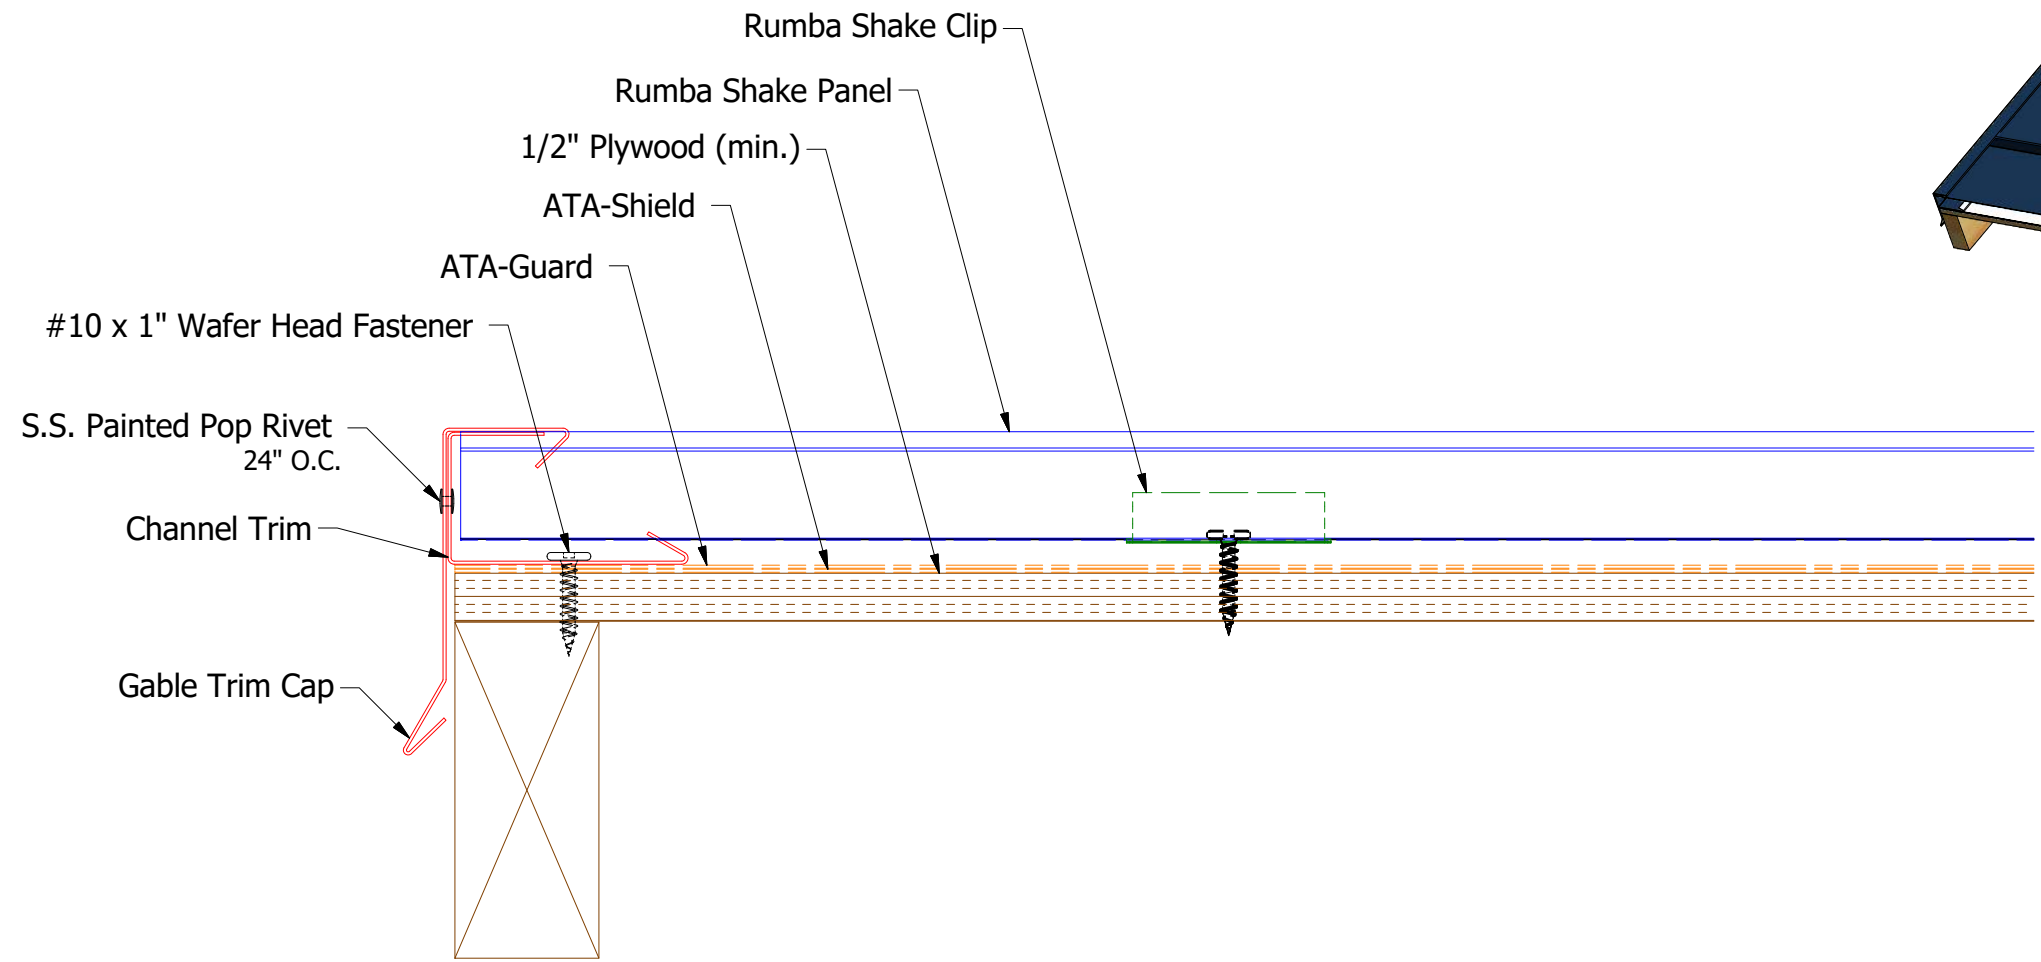 Rumba Shake Clip
Rumba Shake Panel
1/2" Plywood (min.)
ATA-Shield
ATA-Guard
#10 x 1" Wafer Head Fastener
S.S. Painted Pop Rivet
24" O.C.
Channel Trim
Gable Trim Cap